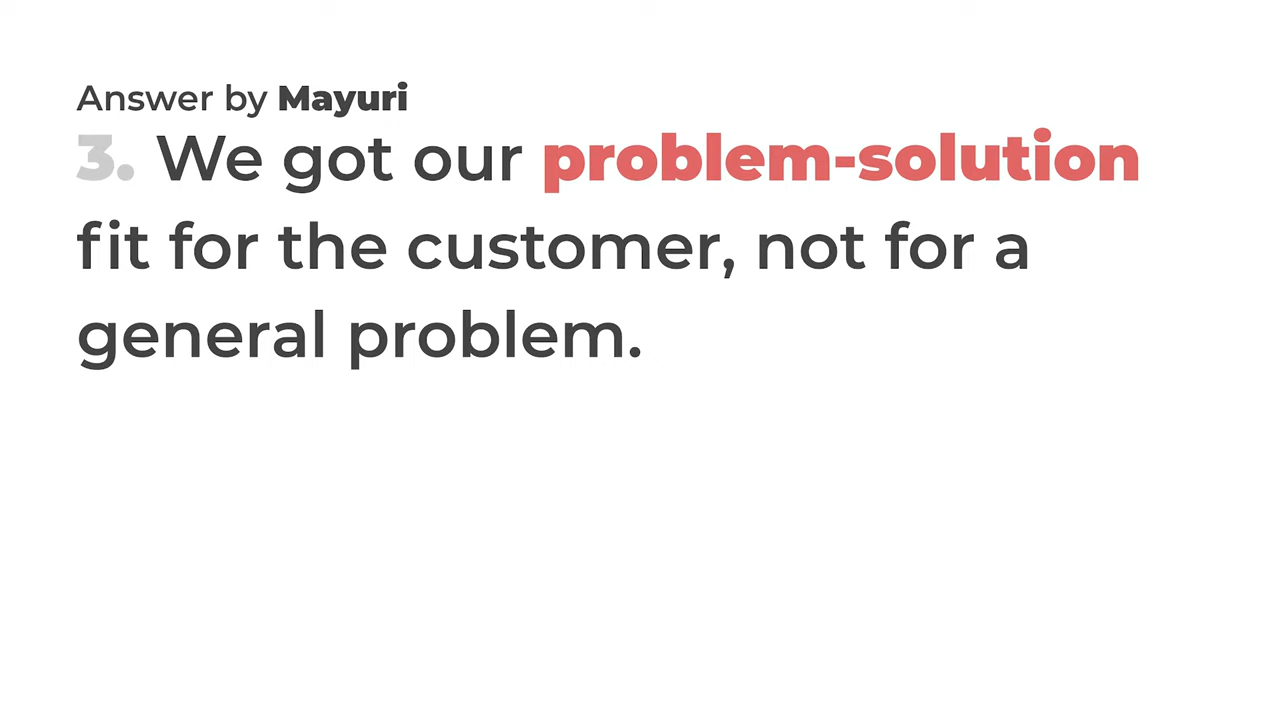 Answer by Mayuri
3. We got our problem-solution
fit for the customer, not for a
general problem.